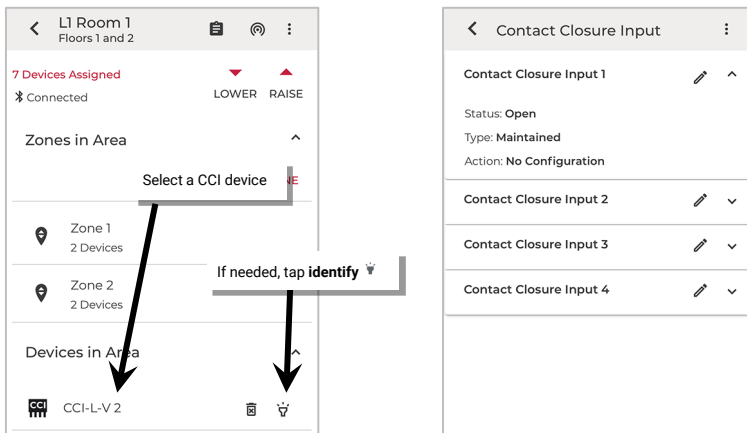 L1 Room 1
Floors 1 and 2
7 Devices Assigned
Connected
LOWER RAISE
Zones in Area
Select a CCI device
Zone 1
2 Devices
If needed, tap identify
Zone 2
2 Devices
Devices in Area
CCI
CCI-L-V 2
Contact Closure Input
Contact Closure Input 1
Status: Open
Type: Maintained
Action: No Configuration
Contact Closure Input 2
Contact Closure Input 3
Contact Closure Input 4